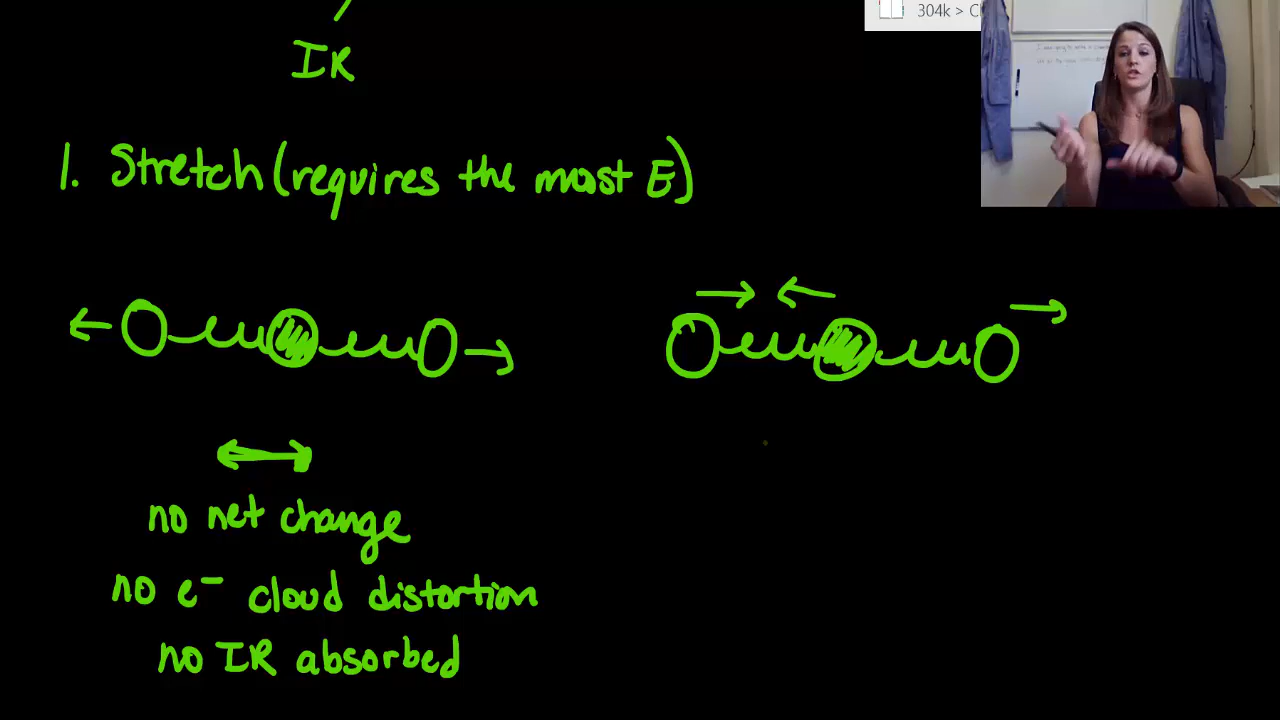 304k > C
IR
1. Stretch (requires the most E)
no net change
no e⁻ cloud distortion
no IR absorbed